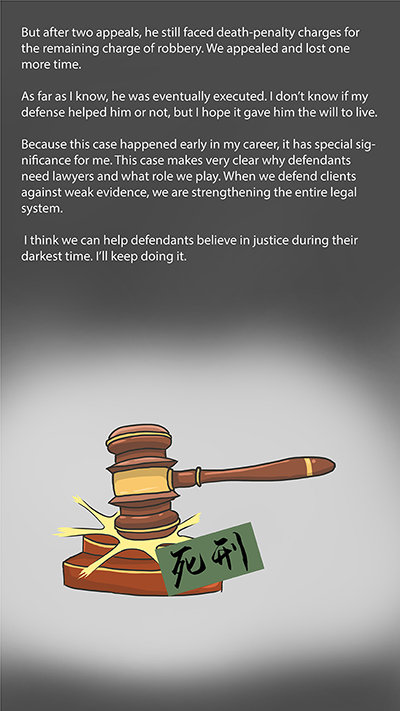 But after two appeals, he still faced death-penalty charges for
the remaining charge of robbery. We appealed and lost one
more time.
As far as I know, he was eventually executed. I don’t know if my
defense helped him or not, but I hope it gave him the will to live.
Because this case happened early in my career, it has special sig-
nificance for me. This case makes very clear why defendants
need lawyers and what role we play. When we defend clients
against weak evidence, we are strengthening the entire legal
system.
I think we can help defendants believe in justice during their
darkest time. I’ll keep doing it.
死刑